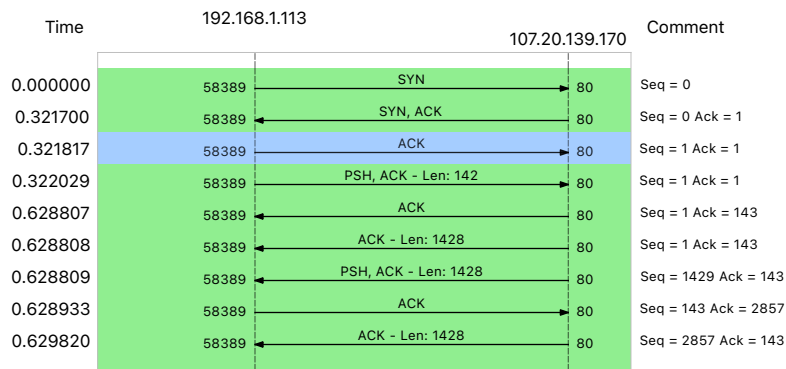 Time 192.168.1.113 107.20.139.170 Comment
0.000000 58389 SYN 80 Seq = 0
0.321700 58389 SYN, ACK 80 Seq = 0 Ack = 1
0.321817 58389 ACK 80 Seq = 1 Ack = 1
0.322029 58389 PSH, ACK - Len: 142 80 Seq = 1 Ack = 1
0.628807 58389 ACK 80 Seq = 1 Ack = 143
0.628808 58389 ACK - Len: 1428 80 Seq = 1 Ack = 143
0.628809 58389 PSH, ACK - Len: 1428 80 Seq = 1429 Ack = 143
0.628933 58389 ACK 80 Seq = 143 Ack = 2857
0.629820 58389 ACK - Len: 1428 80 Seq = 2857 Ack = 143